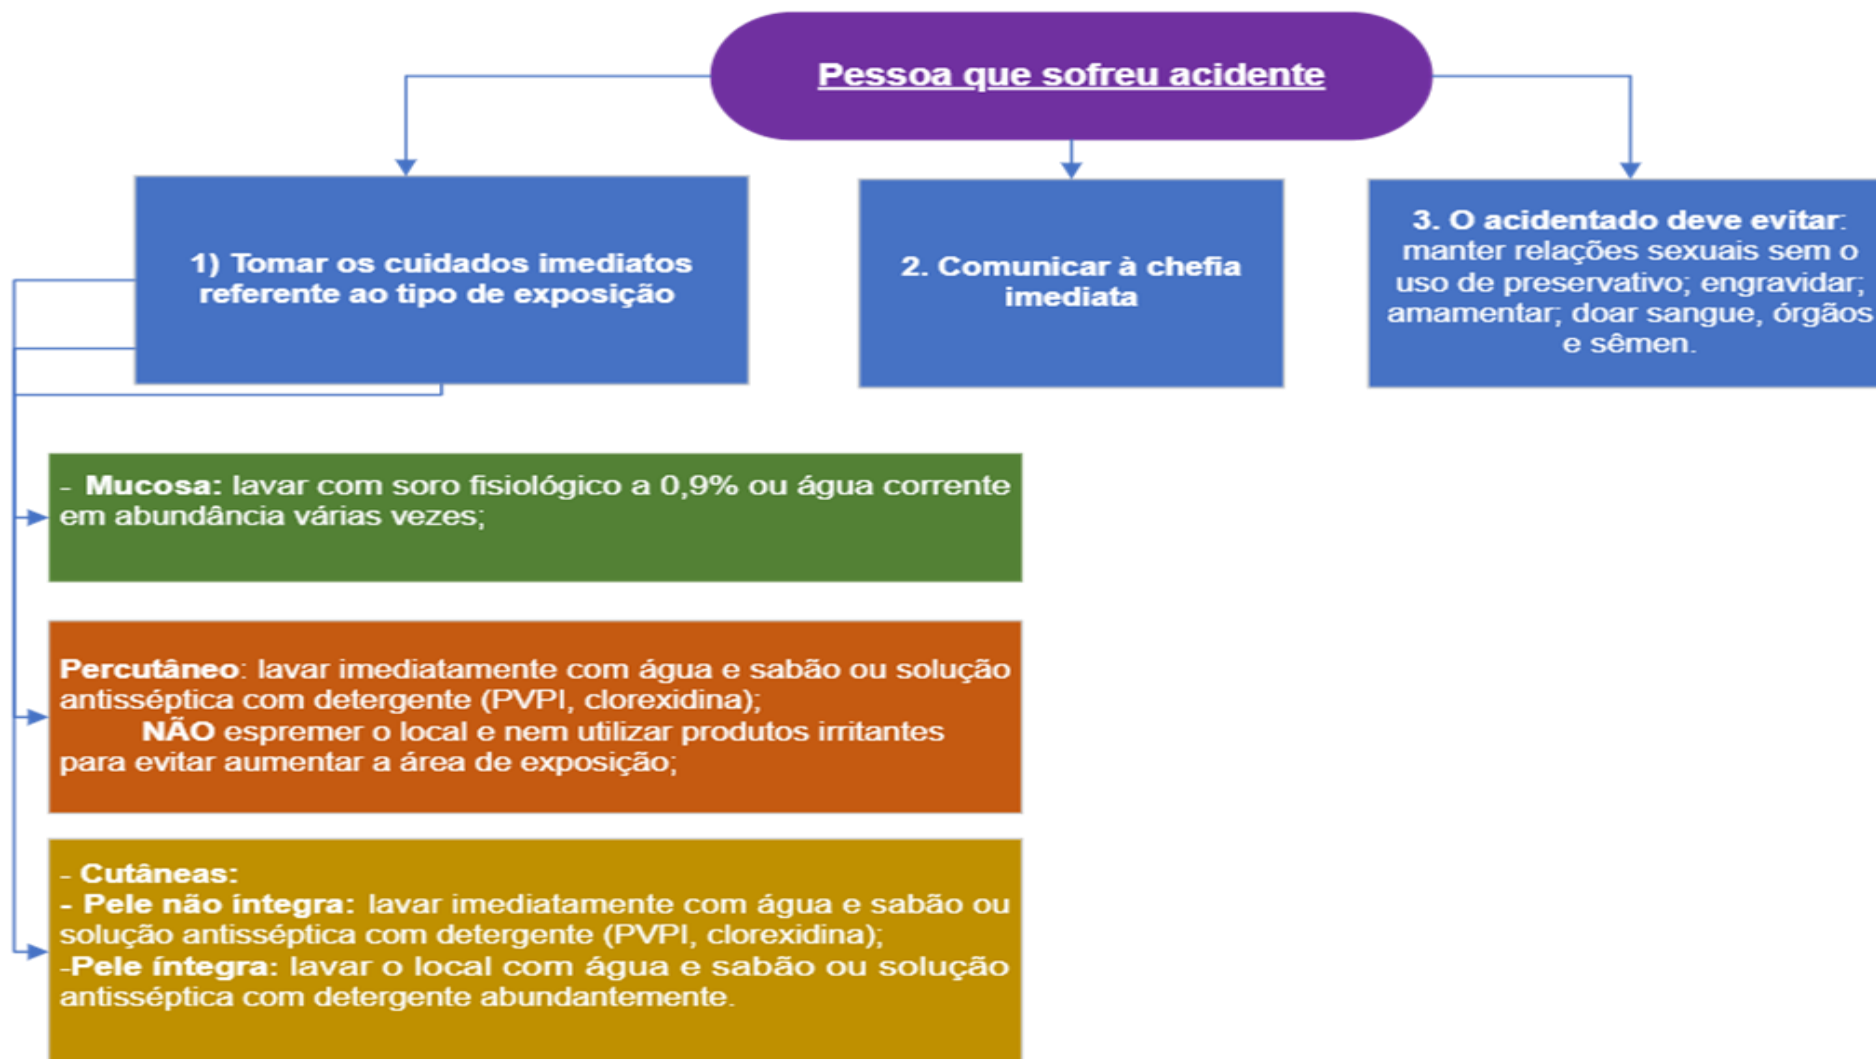 Pessoa que sofreu acidente
1) Tomar os cuidados imediatos
referente ao tipo de exposição
2. Comunicar à chefia
imediata
3. O acidentado deve evitar:
manter relações sexuais sem o
uso de preservativo; engravidar;
amamentar; doar sangue, órgãos
e sêmen.
- Mucosa: lavar com soro fisiológico a 0,9% ou água corrente
em abundância várias vezes;
Percutâneo: lavar imediatamente com água e sabão ou solução
antisséptica com detergente (PVPI, clorexidina);
NÃO espremer o local e nem utilizar produtos irritantes
para evitar aumentar a área de exposição;
- Cutâneas:
- Pele não íntegra: lavar imediatamente com água e sabão ou
solução antisséptica com detergente (PVPI, clorexidina);
-Pele íntegra: lavar o local com água e sabão ou solução
antisséptica com detergente abundantemente.